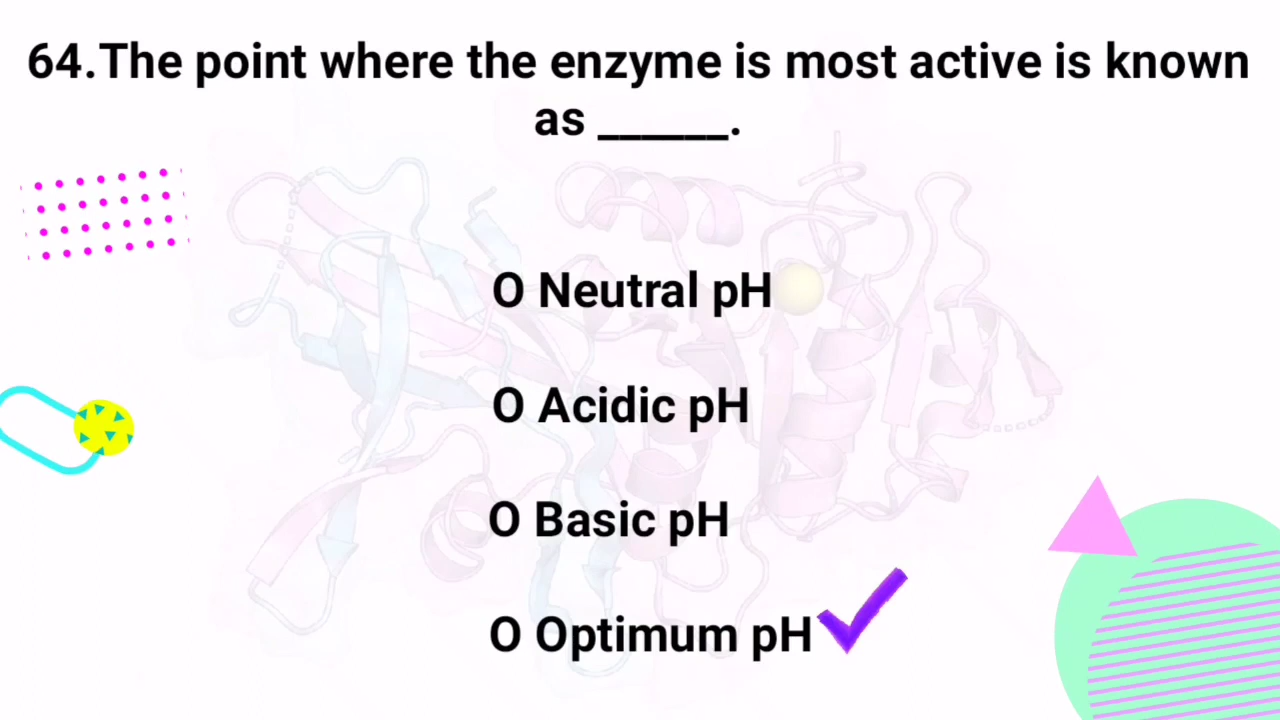 64.The point where the enzyme is most active is known
as ______.
O Neutral pH
O Acidic pH
O Basic pH
O Optimum pH